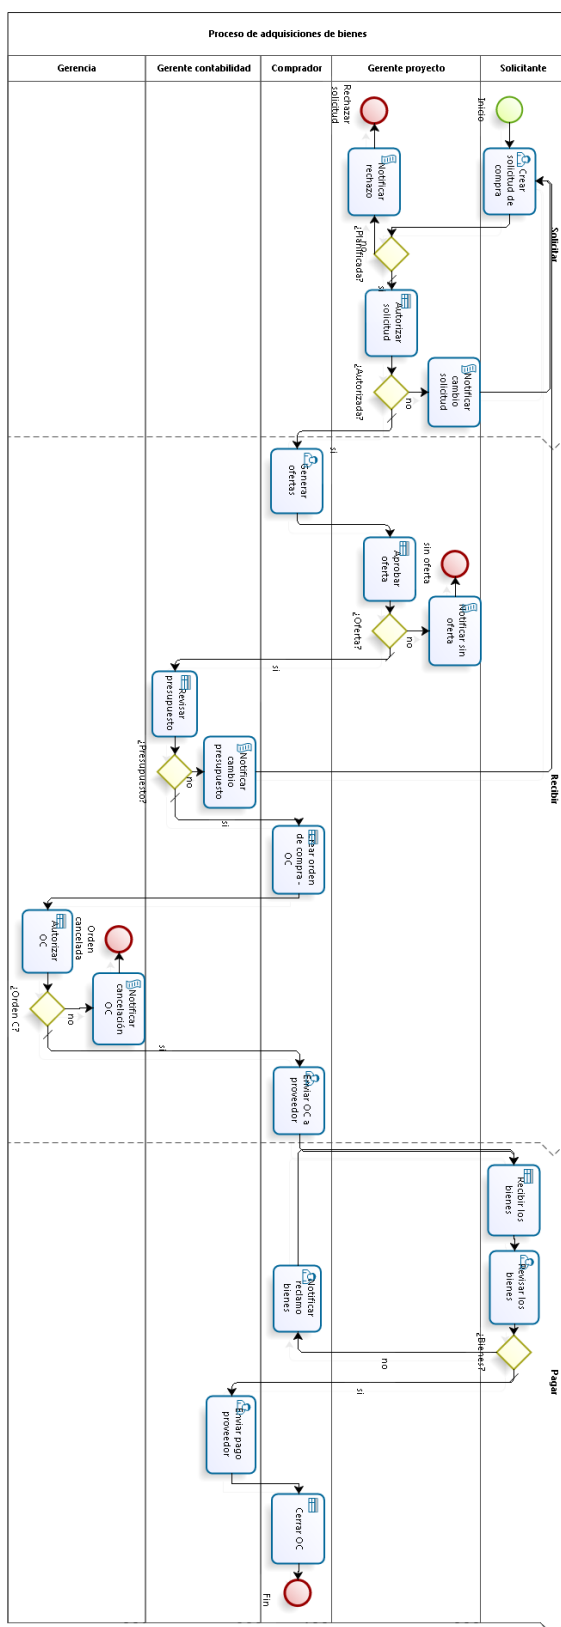 Proceso de adquisiciones de bienes
Gerencia
Gerente contabilidad
Comprador
Gerente proyecto
Solicitante
Solicitar
Inicio
Crear
solicitud de
compra
Rechazar
solicitud
Notificar
rechazo
no
¿Planificada?
si
Autorizar
solicitud
¿Autorizada?
no
Notificar
cambio
solicitud
si
Generar
ofertas
Aprobar
oferta
sin oferta
Notificar sin
oferta
¿Oferta?
no
si
Recibir
Revisar
presupuesto
¿Presupuesto?
no
Notificar
cambio
presupuesto
si
Crear orden
de compra -
OC
Autorizar
OC
Orden
cancelada
Notificar
cancelación
OC
¿Orden C?
no
si
Enviar OC a
proveedor
Pagar
Recibir los
bienes
Revisar los
bienes
¿Bienes?
no
Notificar
reclamo
bienes
si
Enviar pago
proveedor
Cerrar OC
Fin